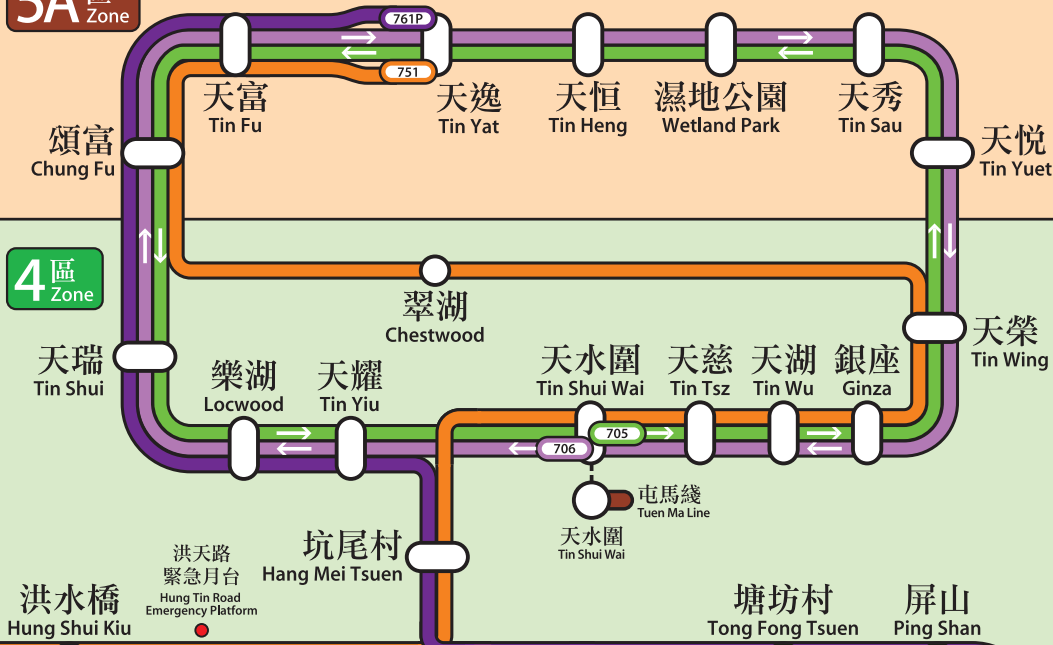 5A 區
Zone
761P
751
天富
Tin Fu
天逸
Tin Yat
天恒
Tin Heng
濕地公園
Wetland Park
天秀
Tin Sau
頌富
Chung Fu
天悅
Tin Yuet
4 區
Zone
翠湖
Chestwood
天榮
Tin Wing
天瑞
Tin Shui
樂湖
Locwood
天耀
Tin Yiu
天水圍
Tin Shui Wai
天慈
Tin Tsz
天湖
Tin Wu
銀座
Ginza
705
706
屯馬綫
Tuen Ma Line
天水圍
Tin Shui Wai
坑尾村
Hang Mei Tsuen
洪天路
緊急月台
Hung Tin Road
Emergency Platform
洪水橋
Hung Shui Kiu
塘坊村
Tong Fong Tsuen
屏山
Ping Shan